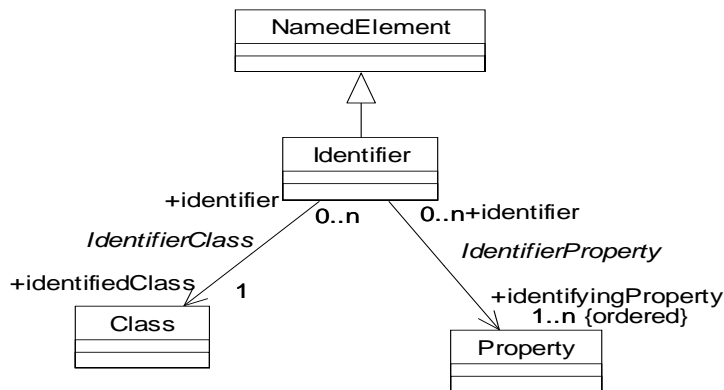 NamedElement
Identifier
+identifier
0..n
0..n+identifier
IdentifierClass
IdentifierProperty
+identifiedClass
1
+identifyingProperty
1..n {ordered}
Class
Property